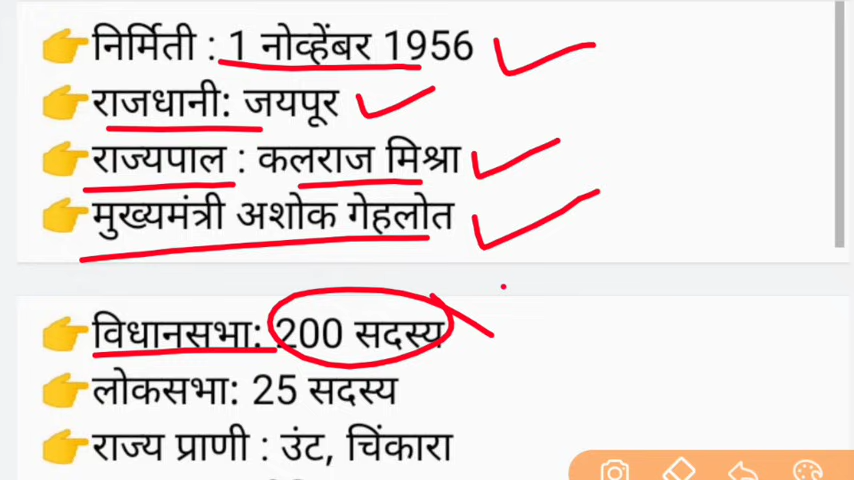 👉निर्मिती : 1 नोव्हेंबर 1956
👉राजधानी: जयपूर
👉राज्यपाल : कलराज मिश्रा
👉मुख्यमंत्री अशोक गेहलोत
👉विधानसभा: 200 सदस्य
👉लोकसभा: 25 सदस्य
👉राज्य प्राणी : उंट, चिंकारा